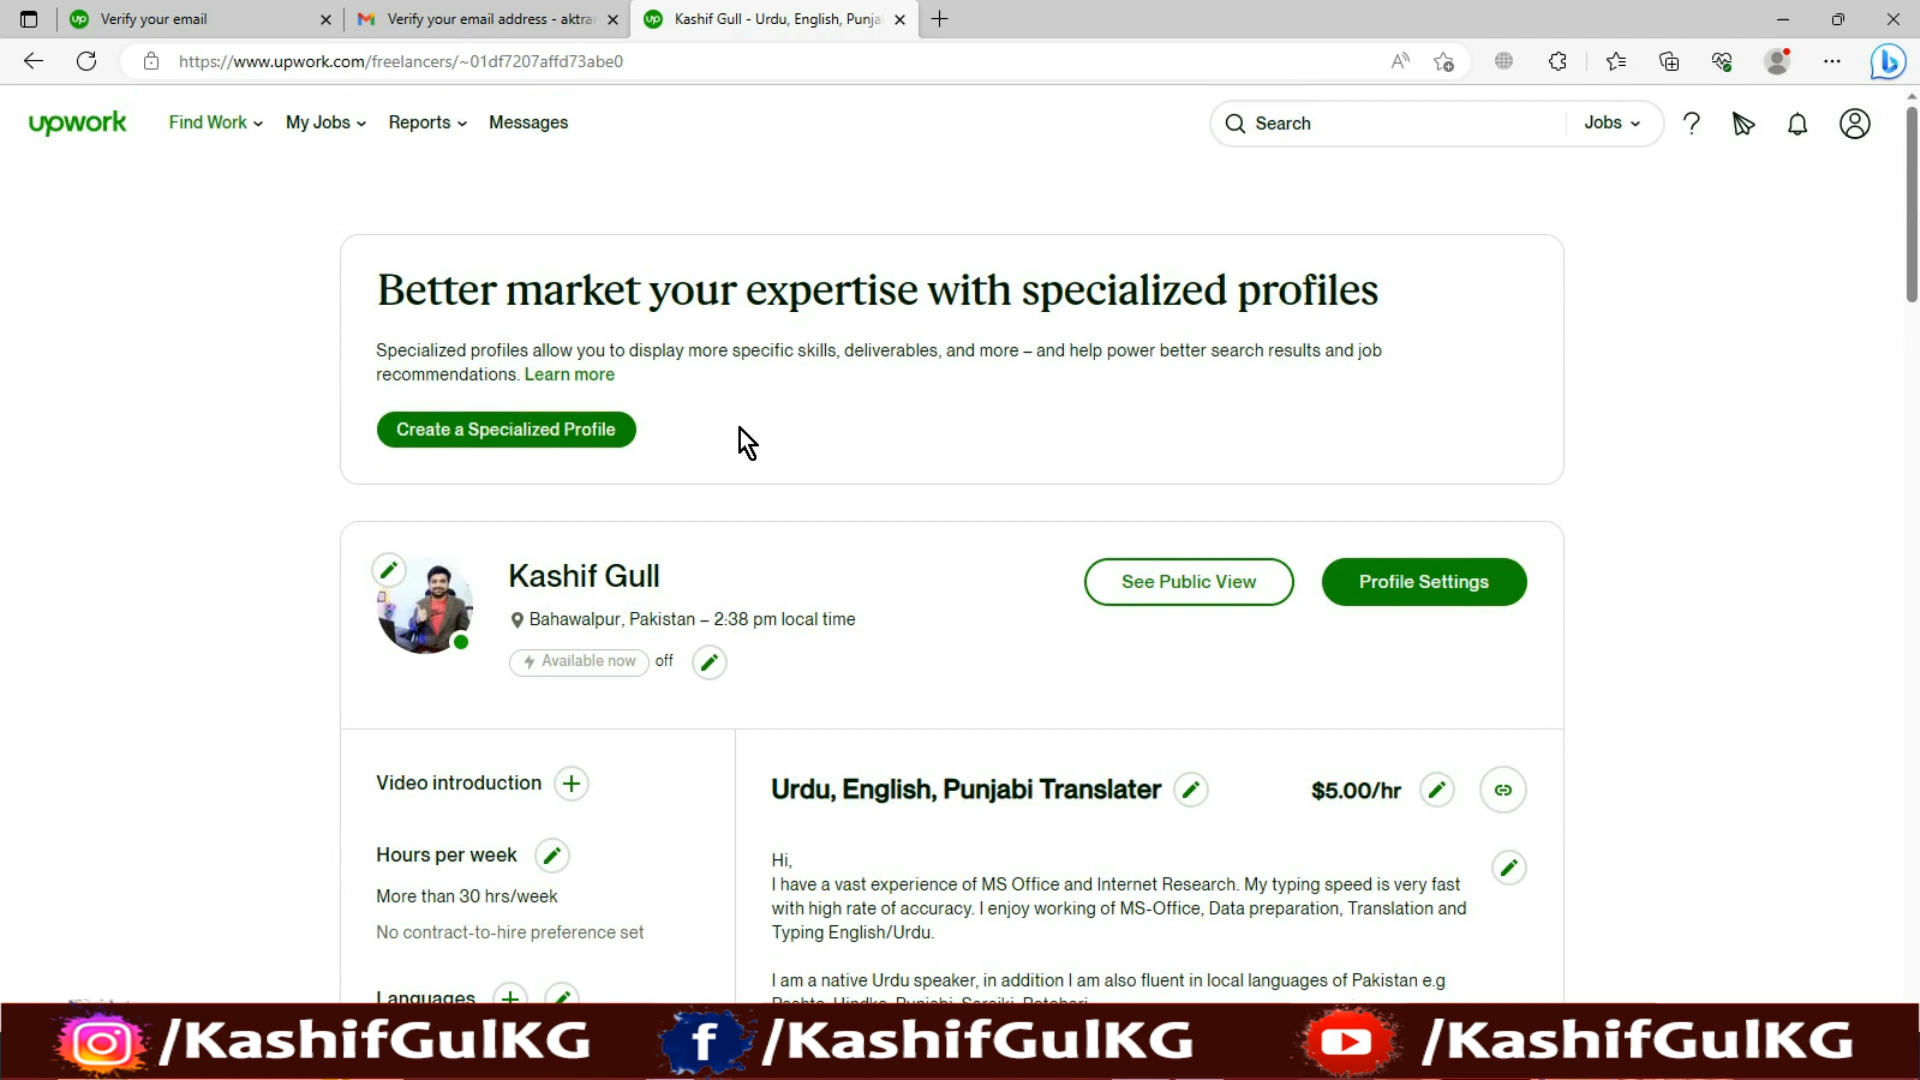 Verify your email
Verify your email address - aktra
Kashif Gull - Urdu, English, Punja
https://www.upwork.com/freelancers/~01df7207affd73abe0
upwork
Find Work
My Jobs
Reports
Messages
Search
Jobs
Better market your expertise with specialized profiles
Specialized profiles allow you to display more specific skills, deliverables, and more – and help power better search results and job
recommendations. Learn more
Create a Specialized Profile
Kashif Gull
Bahawalpur, Pakistan – 2:38 pm local time
Available now off
See Public View
Profile Settings
Video introduction
Hours per week
More than 30 hrs/week
No contract-to-hire preference set
Languages
Urdu, English, Punjabi Translater
$5.00/hr
Hi,
I have a vast experience of MS Office and Internet Research. My typing speed is very fast
with high rate of accuracy. I enjoy working of MS-Office, Data preparation, Translation and
Typing English/Urdu.
I am a native Urdu speaker, in addition I am also fluent in local languages of Pakistan e.g
/KashifGulKG
/KashifGulKG
/KashifGulKG